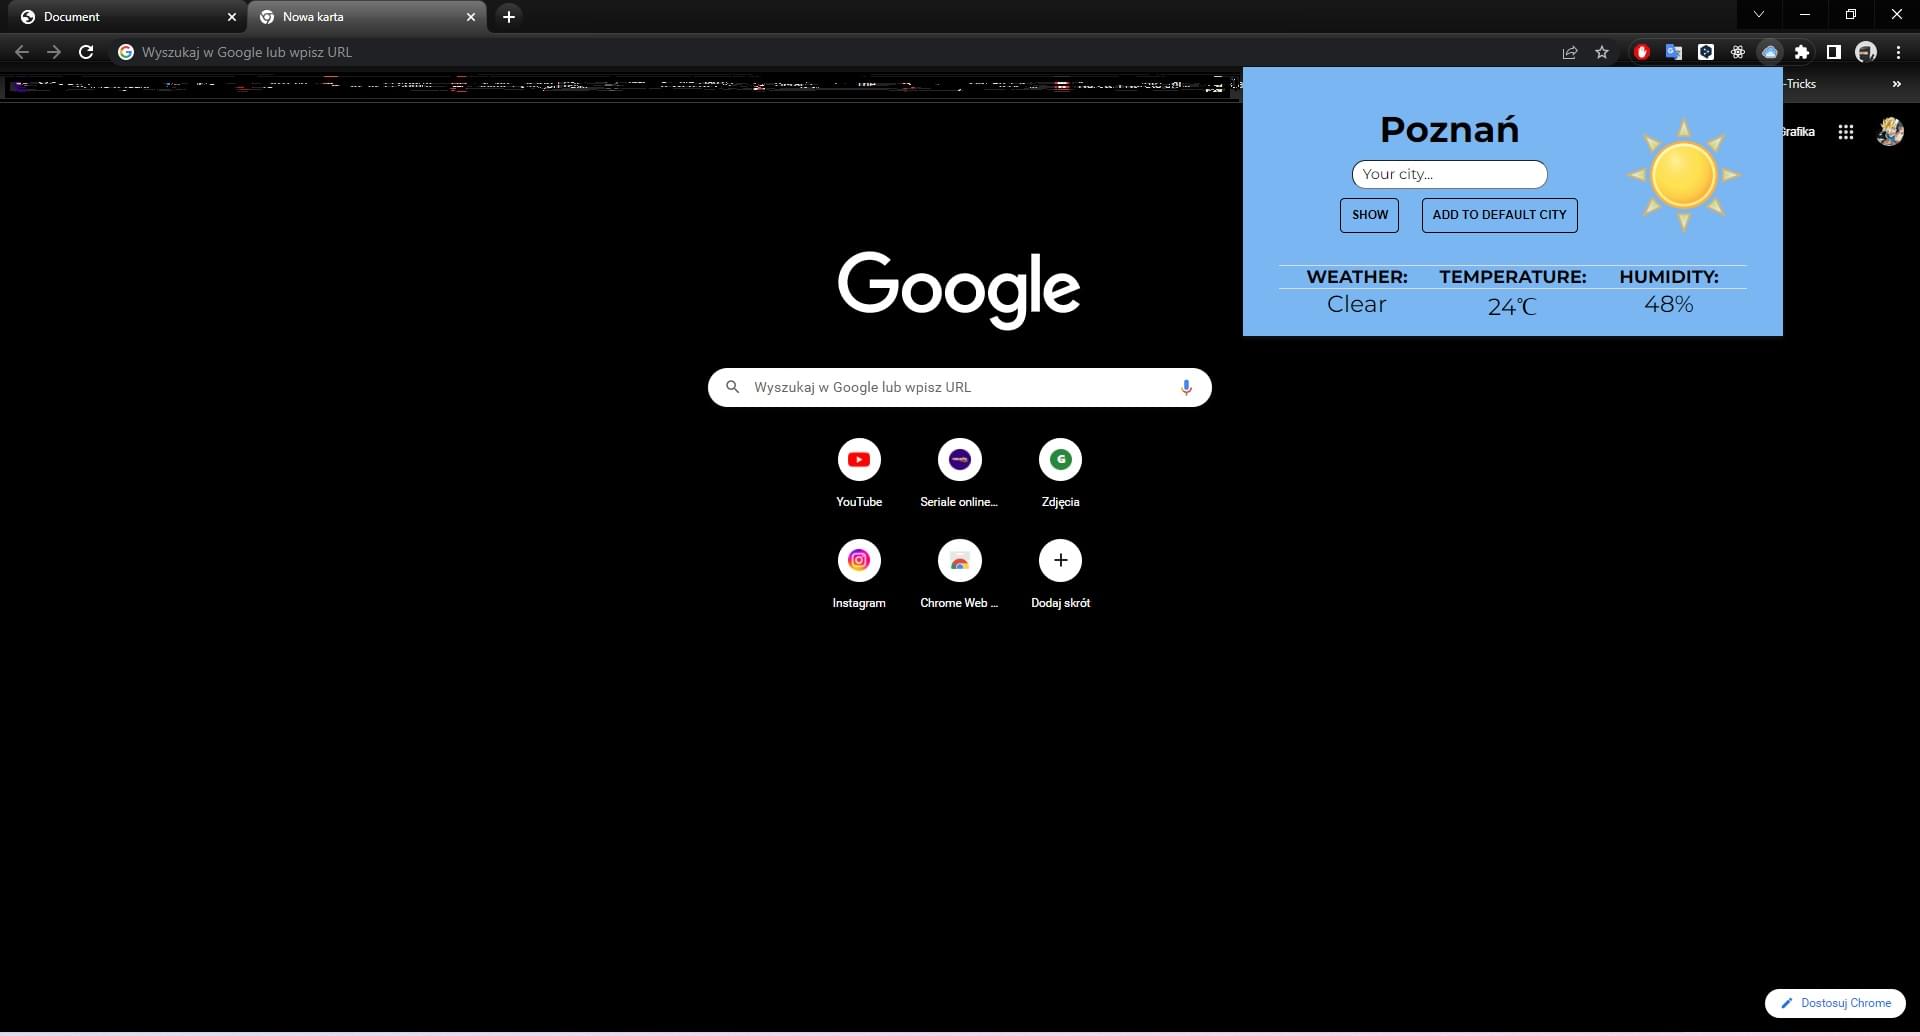 Document
Nowa karta
Wyszukaj w Google lub wpisz URL
-Tricks
Poznań
Grafika
Your city...
SHOW
ADD TO DEFAULT CITY
WEATHER: TEMPERATURE: HUMIDITY:
Clear 24°C 48%
Google
Wyszukaj w Google lub wpisz URL
YouTube
Seriale online...
Zdjęcia
Instagram
Chrome Web ...
Dodaj skrót
Dostosuj Chrome